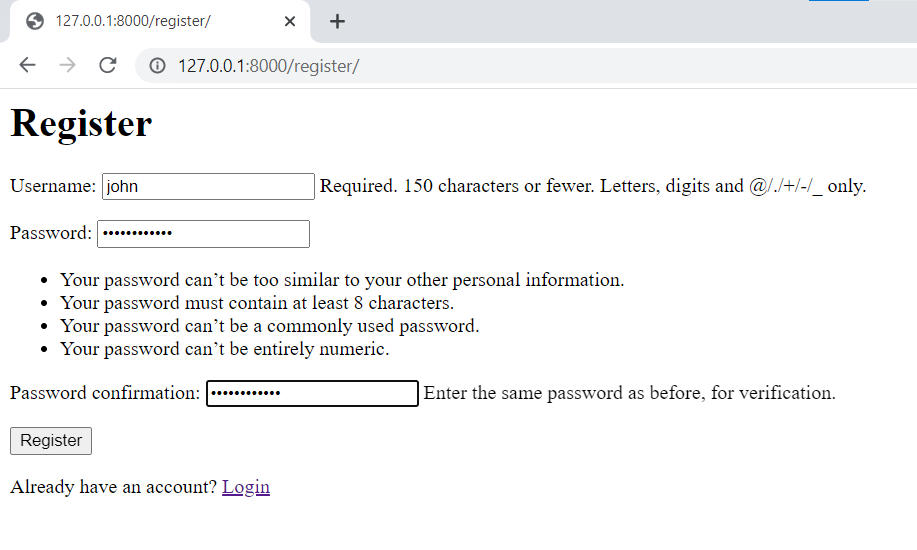 127.0.0.1:8000/register/
127.0.0.1:8000/register/
Register
Username: john Required. 150 characters or fewer. Letters, digits and @/./+/-/_ only.
Password: ••••••••••••
• Your password can’t be too similar to your other personal information.
• Your password must contain at least 8 characters.
• Your password can’t be a commonly used password.
• Your password can’t be entirely numeric.
Password confirmation: •••••••••••• Enter the same password as before, for verification.
Register
Already have an account? Login